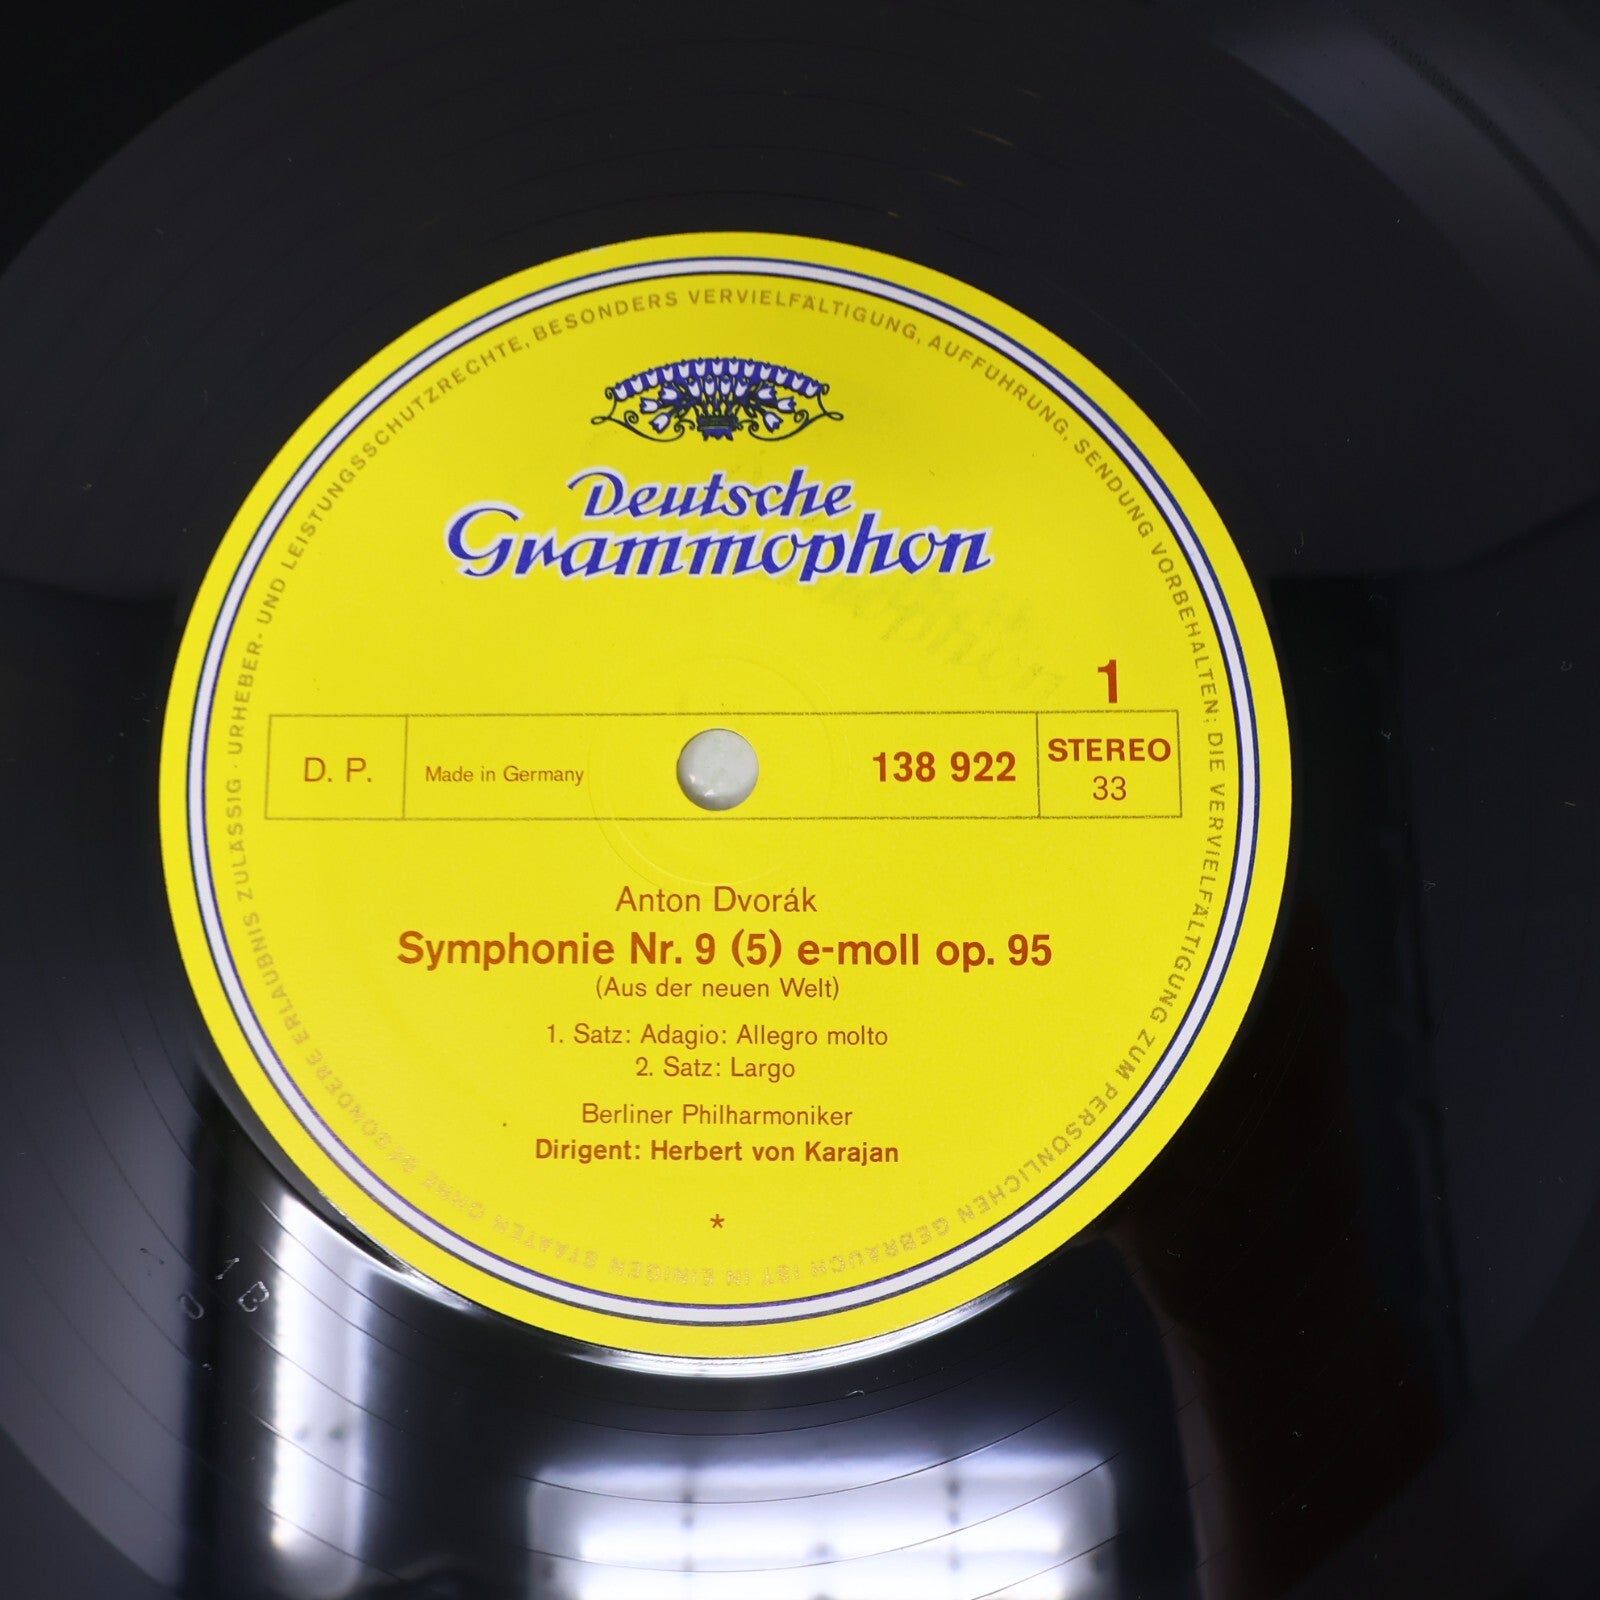 URHEBER- UND LEISTUNGSSCHUTZRECHTE, BESONDERS VERVIELFÄLTIGUNG, AUFFÜHRUNG, SENDUNG VORBEHALTEN: DIE VERVIELFÄLTIGUNG ZUM PERSÖNLICHEN GEBRAUCH IST IN EINIGEN STAATEN OHNE BESONDERE ERLAUBNIS ZULÄSSIG ·
Deutsche
Grammophon
1
D. P.
Made in Germany
138 922
STEREO
33
Anton Dvorák
Symphonie Nr. 9 (5) e-moll op. 95
(Aus der neuen Welt)
1. Satz: Adagio: Allegro molto
2. Satz: Largo
Berliner Philharmoniker
Dirigent: Herbert von Karajan
*
1 B